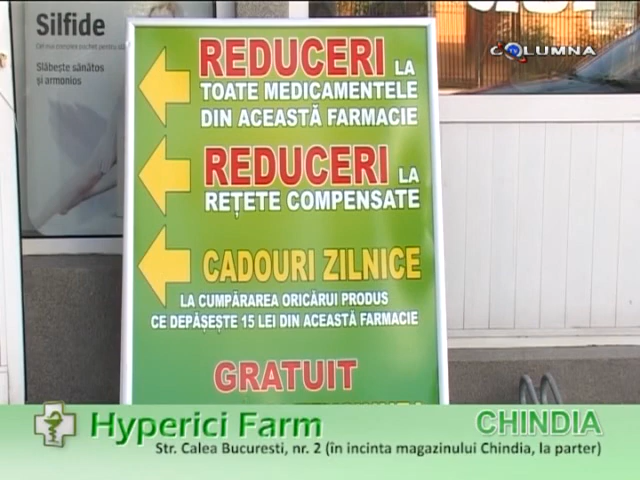 Silfide
Slăbește sănătos
și armonios
COLUMNA
REDUCERI LA
TOATE MEDICAMENTELE
DIN ACEASTĂ FARMACIE
REDUCERI LA
REȚETE COMPENSATE
CADOURI ZILNICE
LA CUMPĂRAREA ORICĂRUI PRODUS
CE DEPĂȘEȘTE 15 LEI DIN ACEASTĂ FARMACIE
GRATUIT
Hyperici Farm
CHINDIA
Str. Calea Bucuresti, nr. 2 (în incinta magazinului Chindia, la parter)